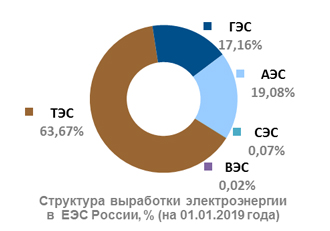 ГЭС
17,16%
АЭС
19,08%
ТЭС
63,67%
СЭС
0,07%
ВЭС
0,02%
Структура выработки электроэнергии
в ЕЭС России, % (на 01.01.2019 года)